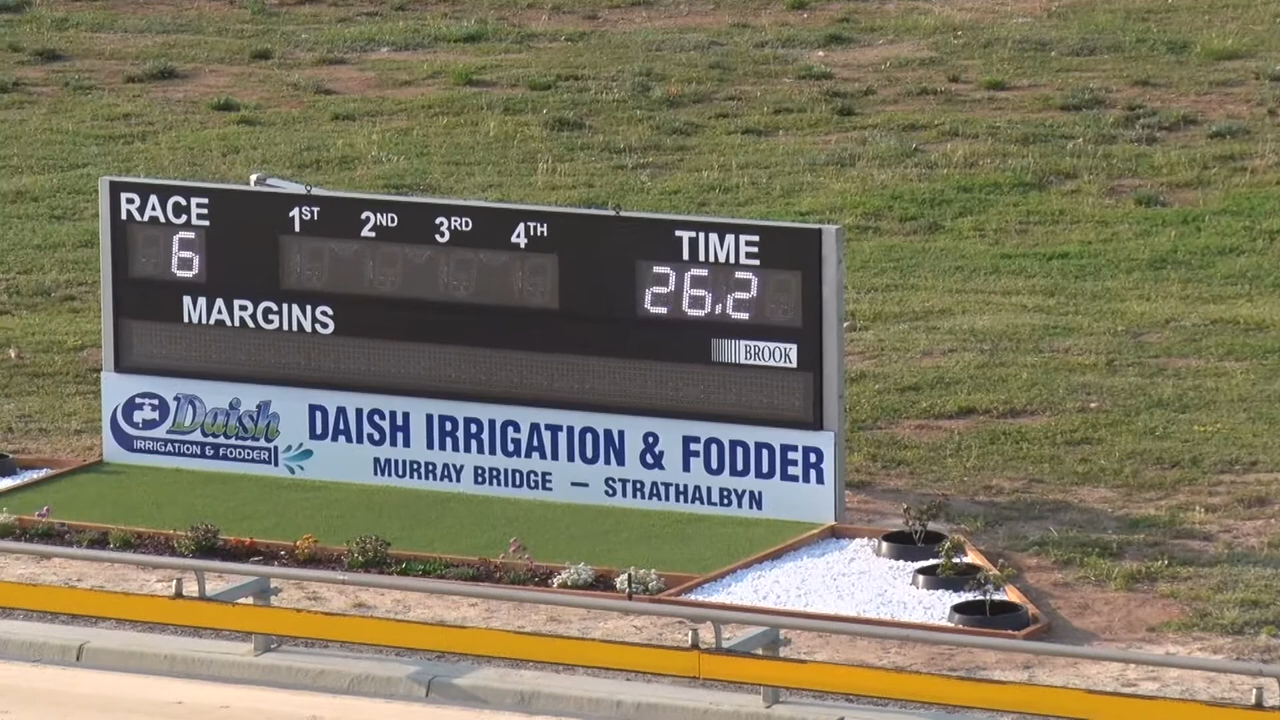 RACE 1ST 2ND 3RD 4TH TIME
6 26.2
MARGINS
BROOK
Daish
IRRIGATION & FODDER
DAISH IRRIGATION & FODDER
MURRAY BRIDGE – STRATHALBYN